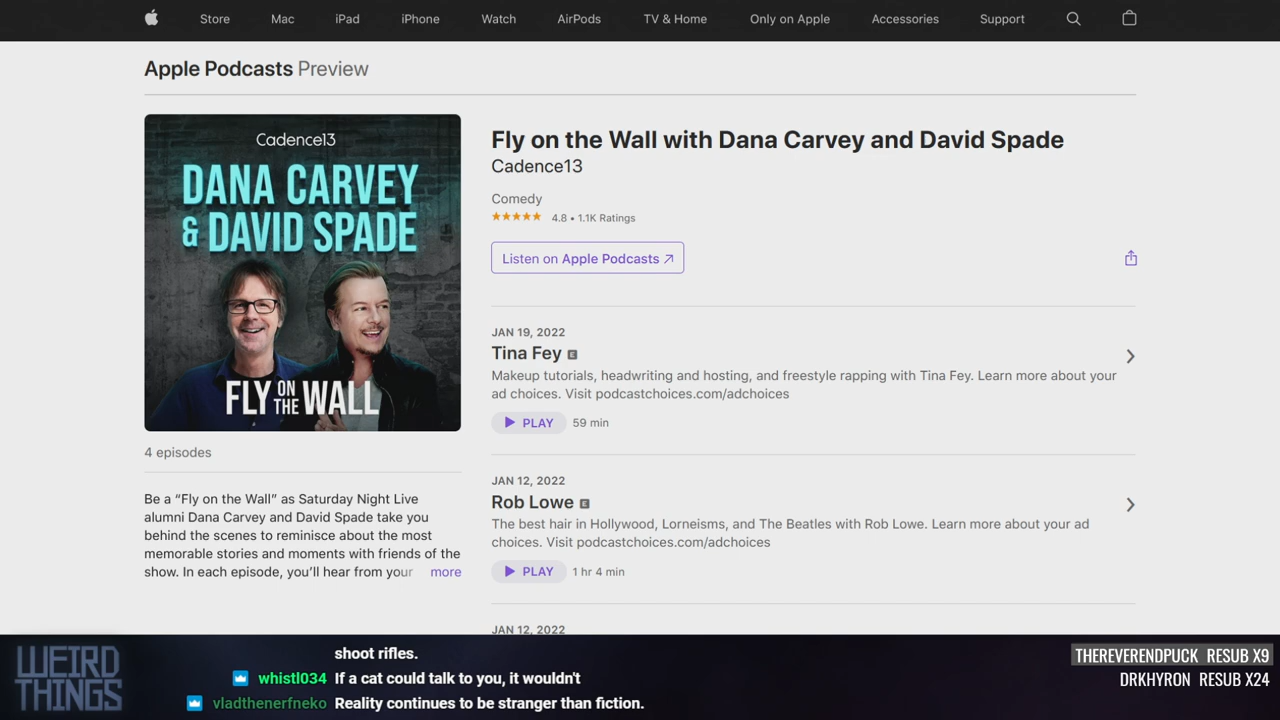 Store Mac iPad iPhone Watch AirPods TV & Home Only on Apple Accessories Support
Apple Podcasts Preview
Cadence13
DANA CARVEY
& DAVID SPADE
FLY ON THE WALL
4 episodes
Be a “Fly on the Wall” as Saturday Night Live
alumni Dana Carvey and David Spade take you
behind the scenes to reminisce about the most
memorable stories and moments with friends of the
show. In each episode, you’ll hear from your more
Fly on the Wall with Dana Carvey and David Spade
Cadence13
Comedy
4.8 • 1.1K Ratings
Listen on Apple Podcasts
JAN 19, 2022
Tina Fey E
Makeup tutorials, headwriting and hosting, and freestyle rapping with Tina Fey. Learn more about your
ad choices. Visit podcastchoices.com/adchoices
PLAY 59 min
JAN 12, 2022
Rob Lowe E
The best hair in Hollywood, Lorneisms, and The Beatles with Rob Lowe. Learn more about your ad
choices. Visit podcastchoices.com/adchoices
PLAY 1 hr 4 min
JAN 12, 2022
WEIRD
THINGS
shoot rifles.
whistl034 If a cat could talk to you, it wouldn't
vladthenerfneko Reality continues to be stranger than fiction.
THEREVERENDPUCK RESUB X9
DRKHYRON RESUB X24